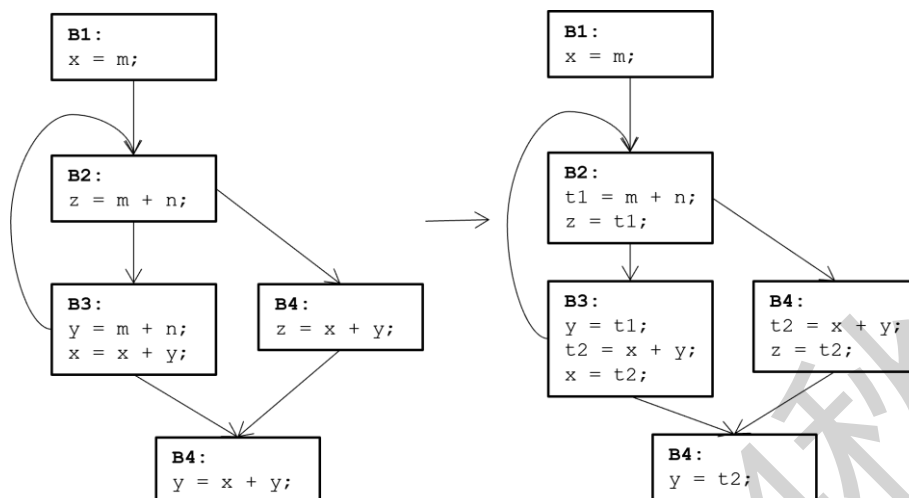 B1:
x = m;
B2:
z = m + n;
B3:
y = m + n;
x = x + y;
B4:
z = x + y;
B4:
y = x + y;
B1:
x = m;
B2:
t1 = m + n;
z = t1;
B3:
y = t1;
t2 = x + y;
x = t2;
B4:
t2 = x + y;
z = t2;
B4:
y = t2;